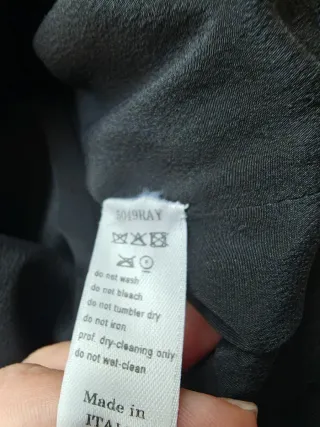 5049RAY
do not wash
do not bleach
do not tumbler dry
do not iron
prof. dry-cleaning only
do not wet-clean
Made in
ITAL